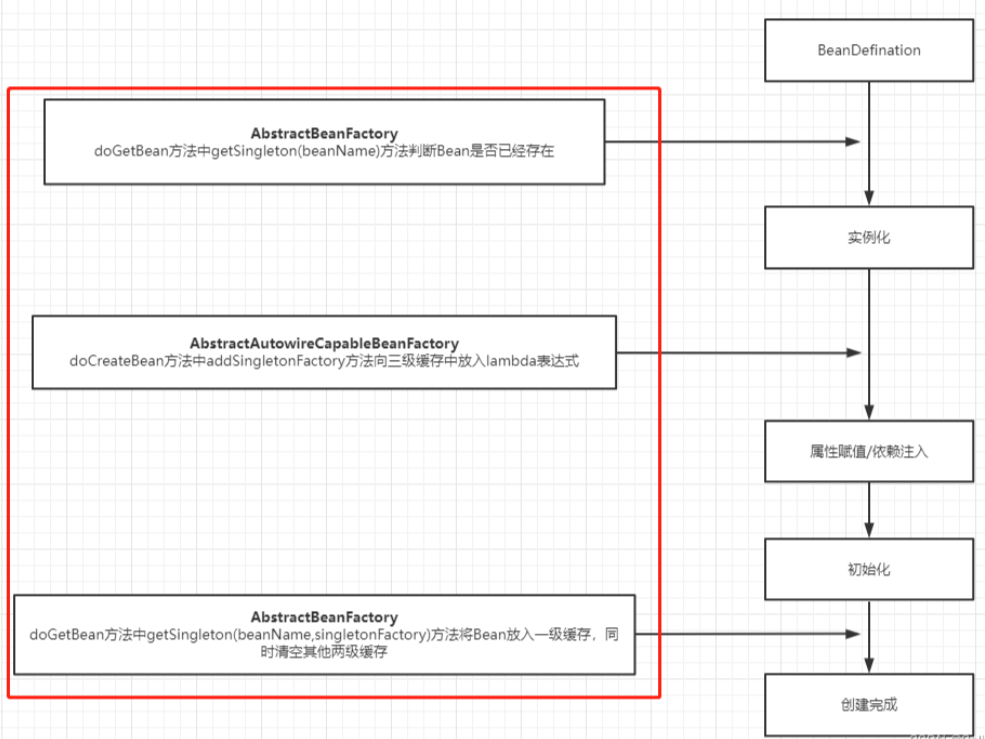 BeanDefination
AbstractBeanFactory
doGetBean方法中getSingleton(beanName)方法判断Bean是否已经存在
实例化
AbstractAutowireCapableBeanFactory
doCreateBean方法中addSingletonFactory方法向三级缓存中放入lambda表达式
属性赋值/依赖注入
初始化
AbstractBeanFactory
doGetBean方法中getSingleton(beanName,singletonFactory)方法将Bean放入一级缓存，同
时清空其他两级缓存
创建完成